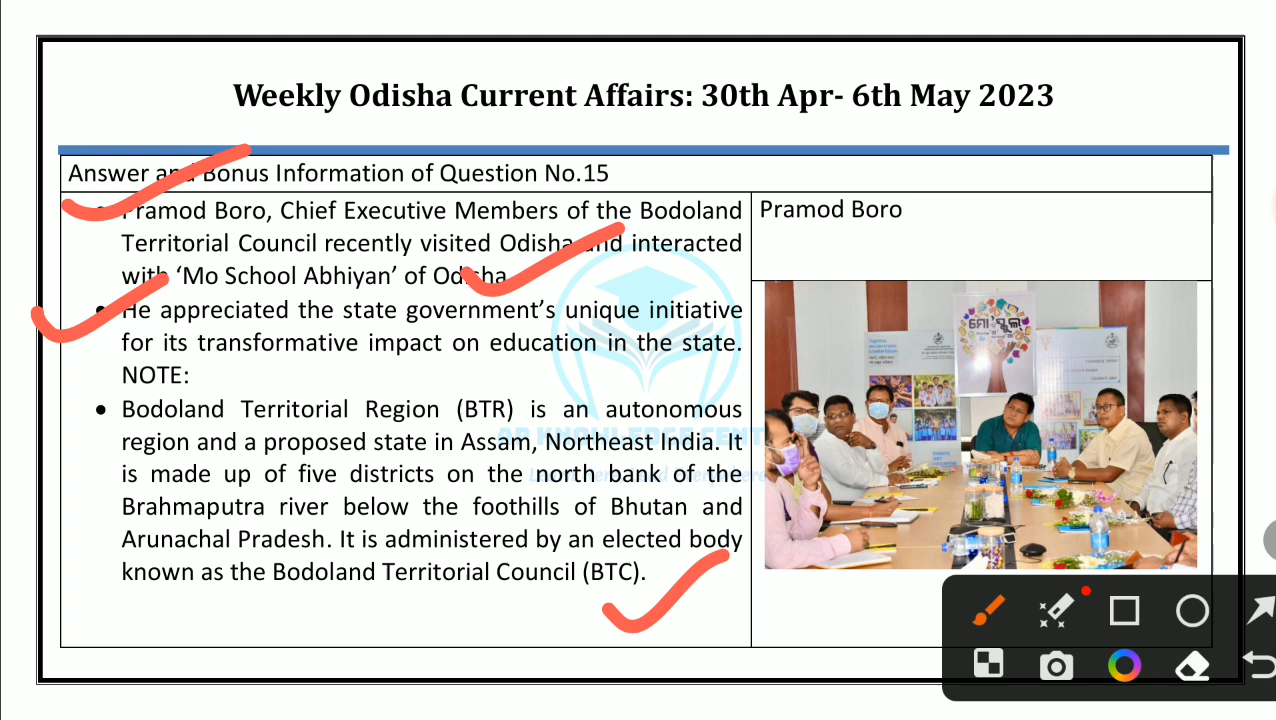 Weekly Odisha Current Affairs: 30th Apr- 6th May 2023
Answer and Bonus Information of Question No.15
• Pramod Boro, Chief Executive Members of the Bodoland
Territorial Council recently visited Odisha and interacted
with ‘Mo School Abhiyan’ of Odisha
• He appreciated the state government’s unique initiative
for its transformative impact on education in the state.
NOTE:
• Bodoland Territorial Region (BTR) is an autonomous
region and a proposed state in Assam, Northeast India. It
is made up of five districts on the north bank of the
Brahmaputra river below the foothills of Bhutan and
Arunachal Pradesh. It is administered by an elected body
known as the Bodoland Territorial Council (BTC).
Pramod Boro
ମୋ ସ୍କୁଲ